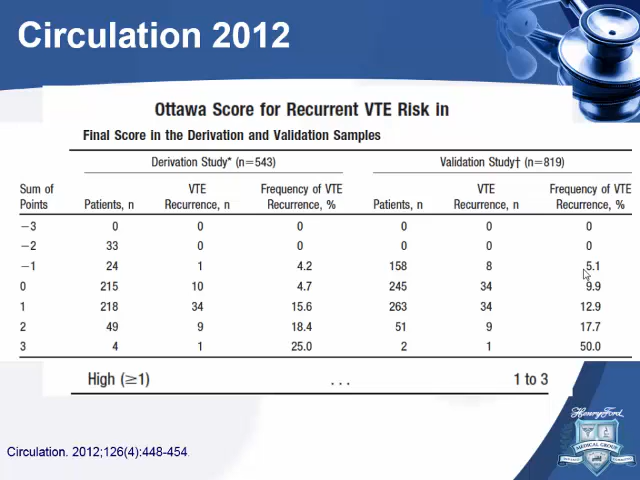 Circulation 2012
Ottawa Score for Recurrent VTE Risk in
Final Score in the Derivation and Validation Samples
Derivation Study* (n=543) Validation Study† (n=819)
Sum of Points Patients, n VTE Recurrence, n Frequency of VTE Recurrence, % Patients, n VTE Recurrence, n Frequency of VTE Recurrence, %
−3 0 0 0 0 0 0
−2 33 0 0 0 0 0
−1 24 1 4.2 158 8 5.1
0 215 10 4.7 245 34 9.9
1 218 34 15.6 263 34 12.9
2 49 9 18.4 51 9 17.7
3 4 1 25.0 2 1 50.0
High (≥1) ... 1 to 3
Henry Ford
MEDICAL GROUP
Circulation. 2012;126(4):448-454.